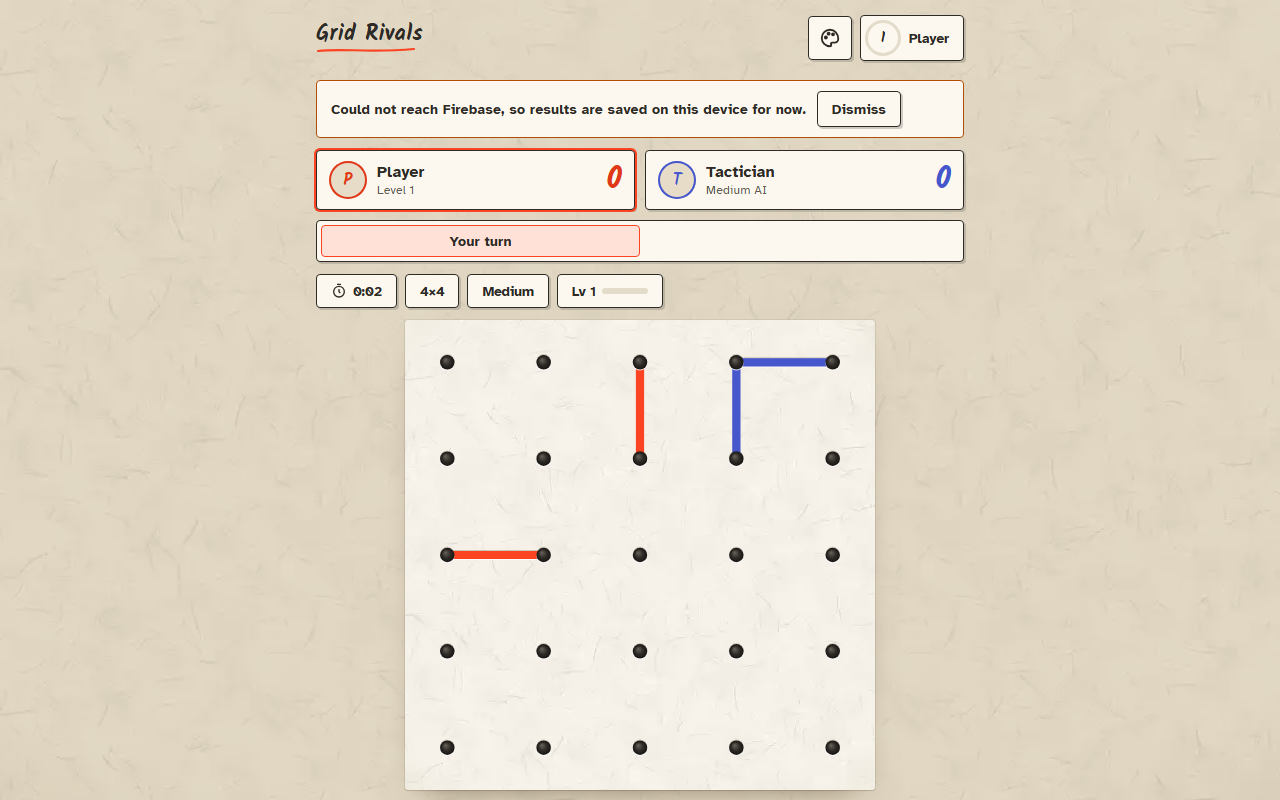 Grid Rivals
Player
Could not reach Firebase, so results are saved on this device for now.
Dismiss
P
Player
Level 1
0
T
Tactician
Medium AI
0
Your turn
0:02
4×4
Medium
Lv 1